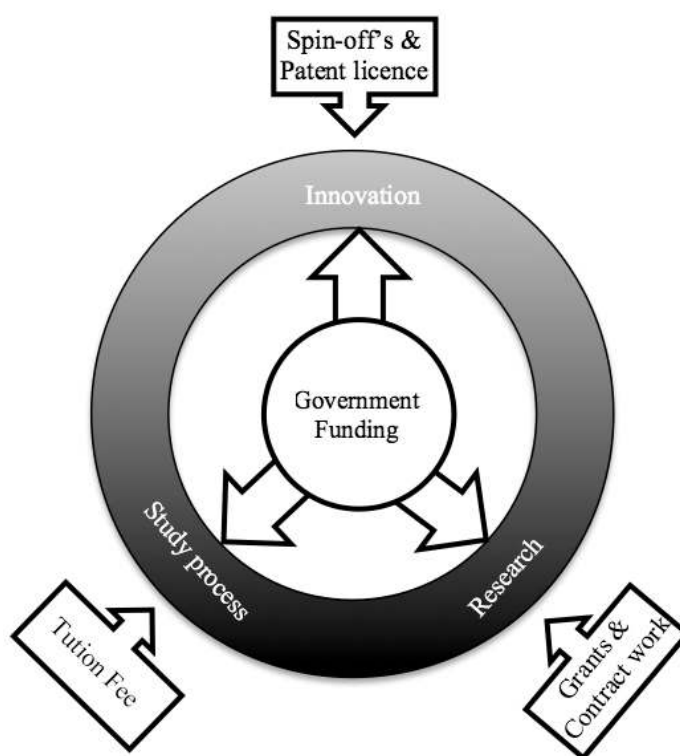 Spin-off's &
Patent licence
Innovation
Government
Funding
Study process
Research
Tution Fee
Grants &
Contract work